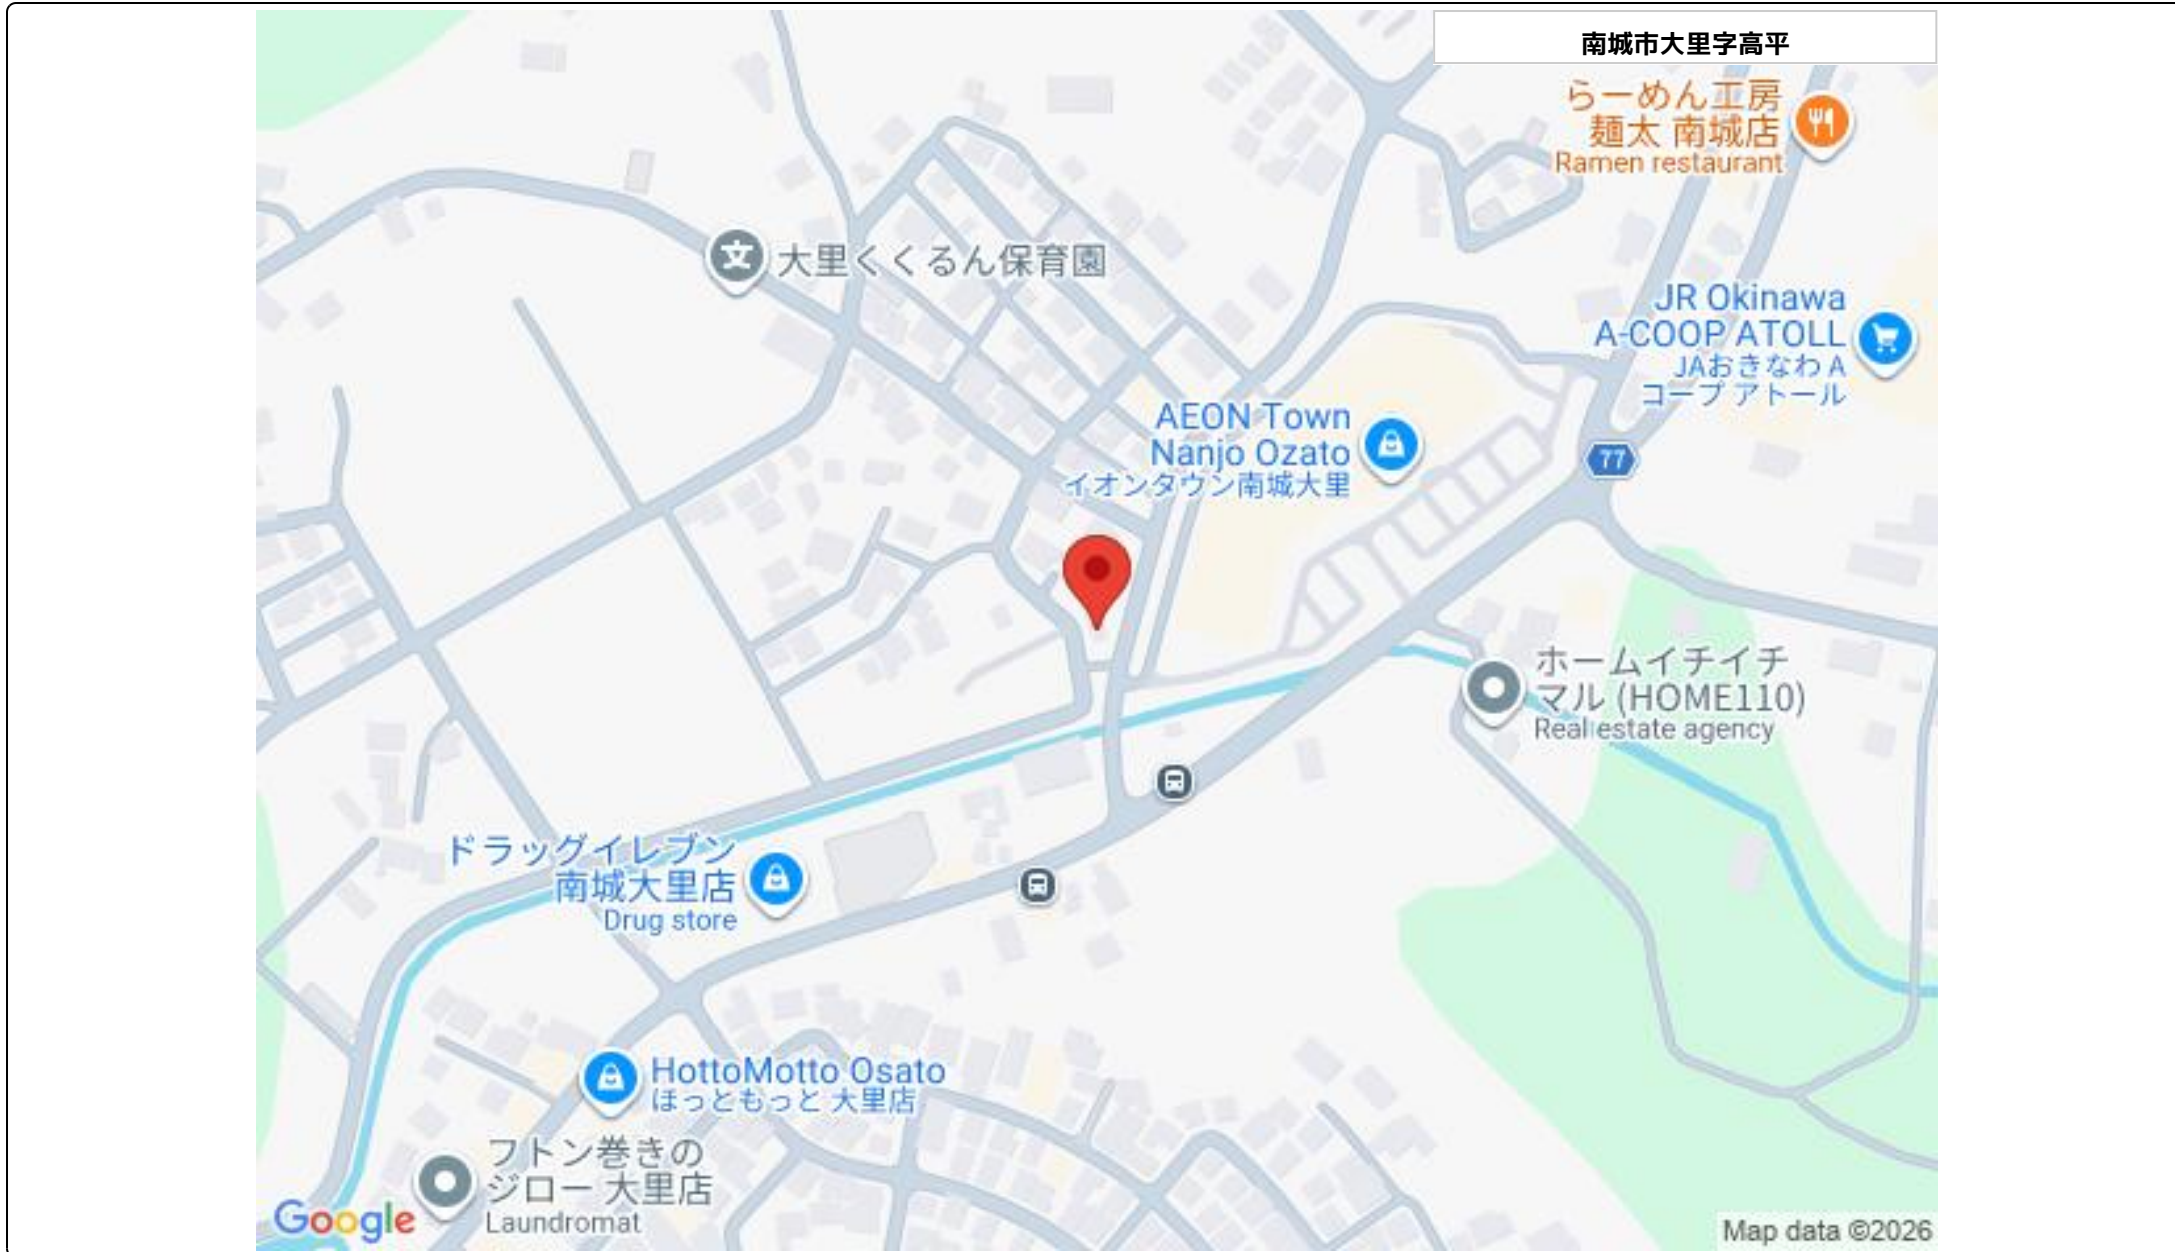 南城市大里字高平
らーめん工房
麺太 南城店
Ramen restaurant
大里くくるん保育園
JR Okinawa
A-COOP ATOLL
JAおきなわ A
コープ アトール
AEON Town
Nanjo Ozato
イオンタウン南城大里
77
ホームイチイチ
マル (HOME110)
Real estate agency
ドラッグイレブン
南城大里店
Drug store
HottoMotto Osato
ほっともっと 大里店
フトン巻きの
ジロー 大里店
Laundromat
Google
Map data ©2026
文